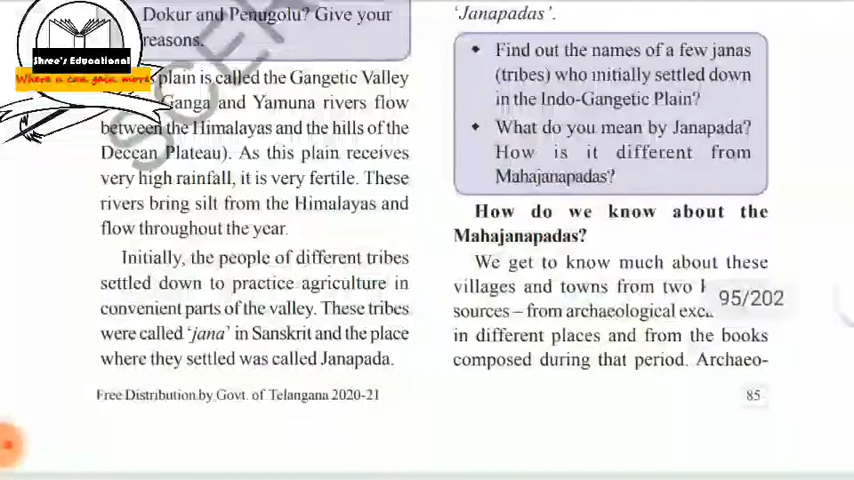 Dokur and Penugolu? Give your
reasons.
Shree's Educational
Where u can gain more
plain is called the Gangetic Valley
Ganga and Yamuna rivers flow
between the Himalayas and the hills of the
Deccan Plateau). As this plain receives
very high rainfall, it is very fertile. These
rivers bring silt from the Himalayas and
flow throughout the year.
Initially, the people of different tribes
settled down to practice agriculture in
convenient parts of the valley. These tribes
were called ‘jana’ in Sanskrit and the place
where they settled was called Janapada.
Free Distribution by Govt. of Telangana 2020-21
‘Janapadas’.
• Find out the names of a few janas
(tribes) who initially settled down
in the Indo-Gangetic Plain?
• What do you mean by Janapada?
How is it different from
Mahajanapadas?
How do we know about the
Mahajanapadas?
We get to know much about these
villages and towns from two
sources – from archaeological
in different places and from the books
composed during that period. Archaeo-
95/202
85
SCER